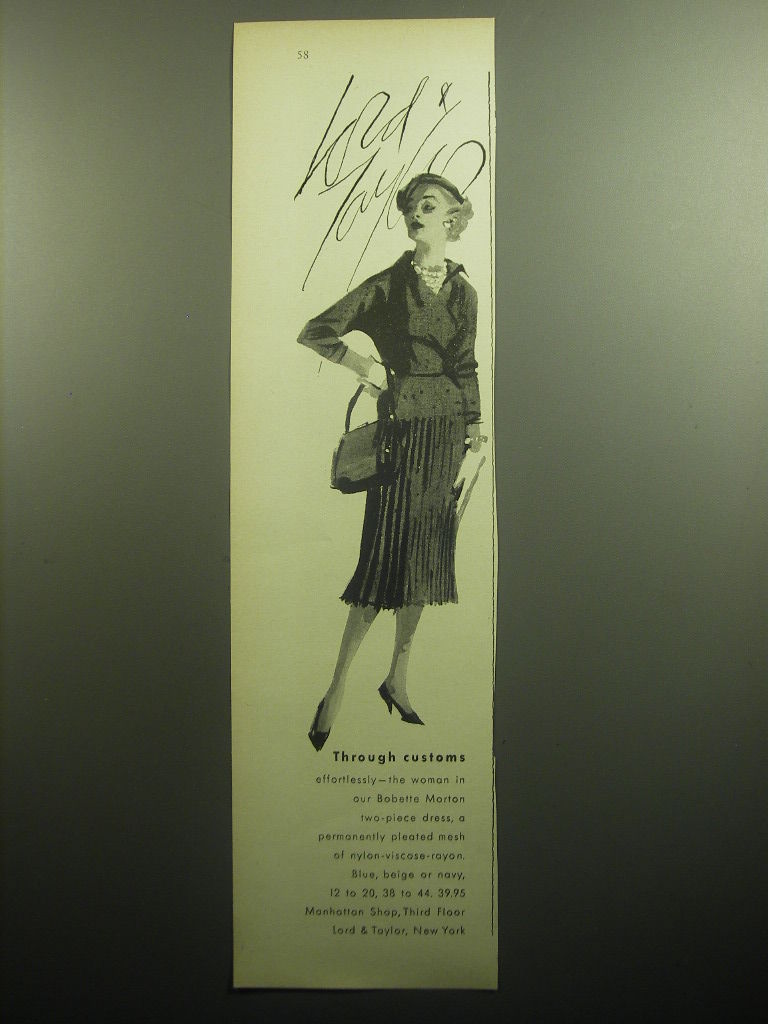 58
Lord &
Taylor
Through customs
effortlessly—the woman in
our Bobette Morton
two-piece dress, a
permanently pleated mesh
of nylon-viscose-rayon.
Blue, beige or navy,
12 to 20, 38 to 44. 39.95
Manhattan Shop, Third Floor
Lord & Taylor, New York